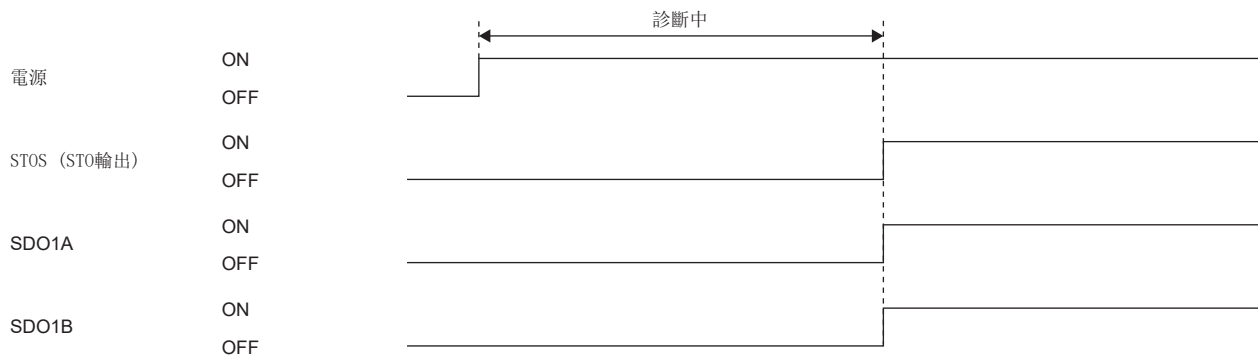 診斷中
電源
ON
OFF
STOS (STO輸出)
ON
OFF
SDO1A
ON
OFF
SDO1B
ON
OFF